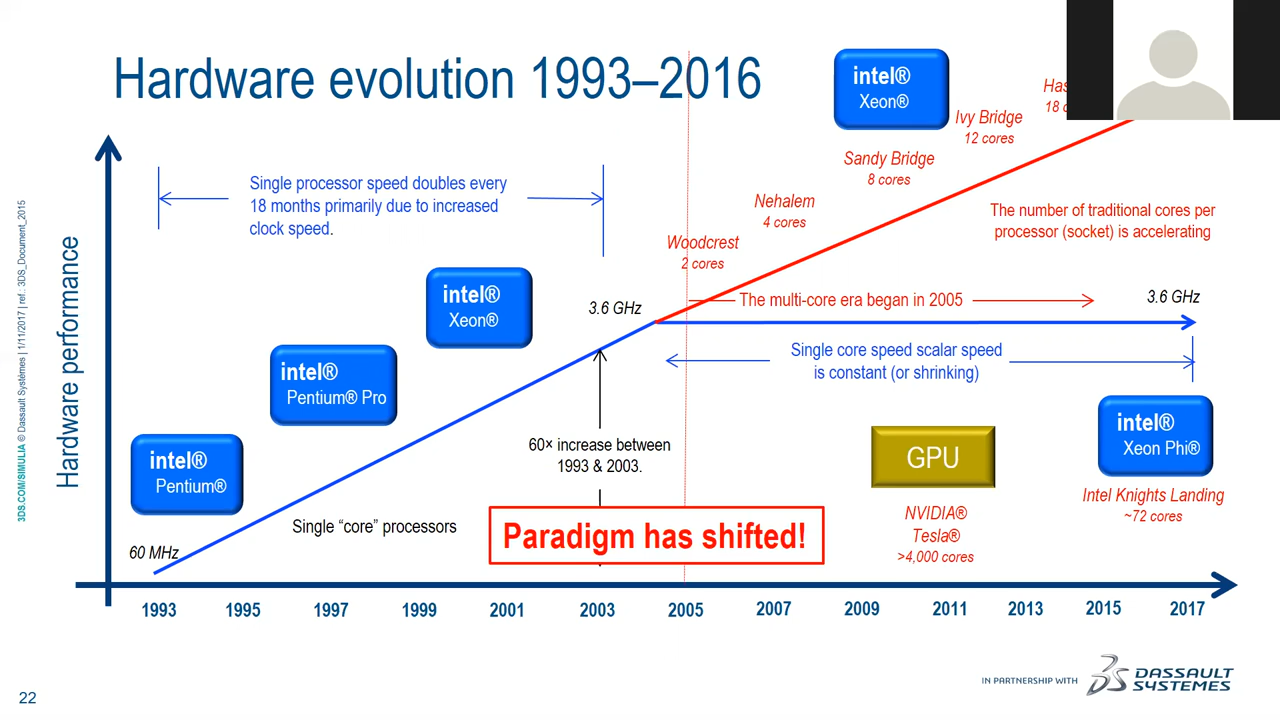 Hardware evolution 1993–2016
intel®
Xeon®
Ivy Bridge
12 cores
Sandy Bridge
8 cores
Nehalem
4 cores
Woodcrest
2 cores
The number of traditional cores per
processor (socket) is accelerating
Single processor speed doubles every
18 months primarily due to increased
clock speed.
intel®
Xeon®
3.6 GHz
The multi-core era began in 2005
3.6 GHz
Single core speed scalar speed
is constant (or shrinking)
intel®
Pentium® Pro
intel®
Pentium®
60× increase between
1993 & 2003.
GPU
NVIDIA®
Tesla®
>4,000 cores
intel®
Xeon Phi®
Intel Knights Landing
~72 cores
Single “core” processors
Paradigm has shifted!
60 MHz
Hardware performance
1993 1995 1997 1999 2001 2003 2005 2007 2009 2011 2013 2015 2017
3DS.COM/SIMULIA © Dassault Systèmes | 1/11/2017 | ref.: 3DS_Document_2015
22
IN PARTNERSHIP WITH
DASSAULT
SYSTEMES